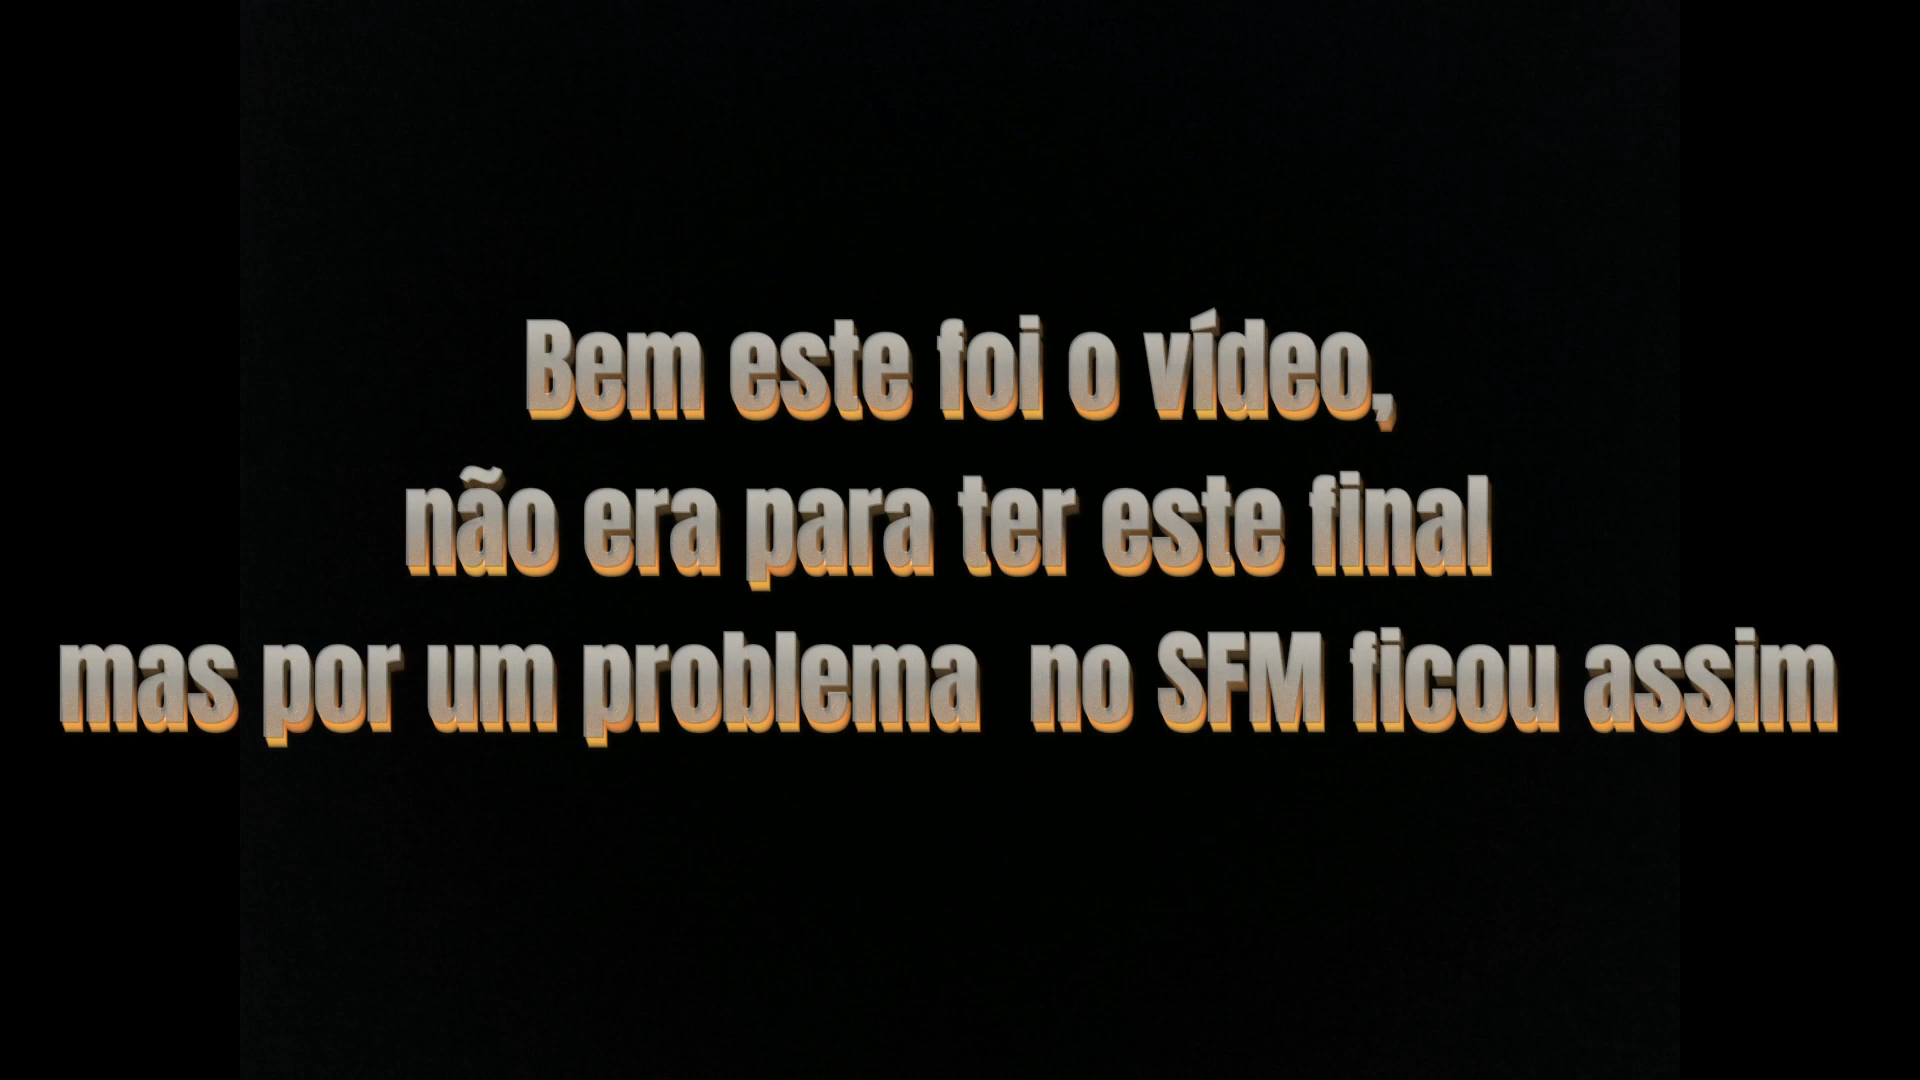 Bem este foi o vídeo,
não era para ter este final
mas por um problema  no SFM ficou assim